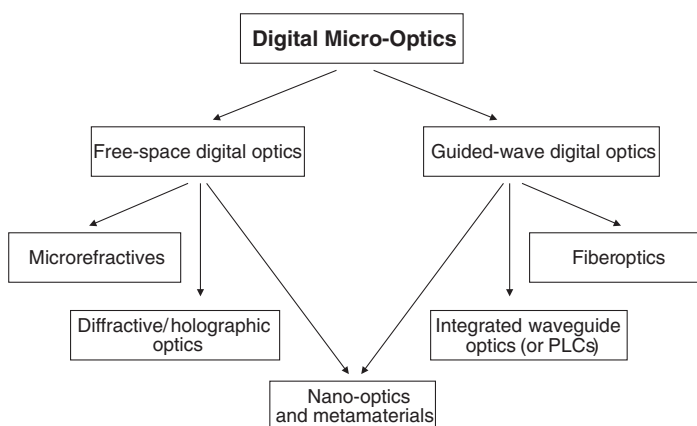 Digital Micro-Optics
Free-space digital optics
Guided-wave digital optics
Microrefractives
Fiberoptics
Diffractive/holographic
optics
Integrated waveguide
optics (or PLCs)
Nano-optics
and metamaterials